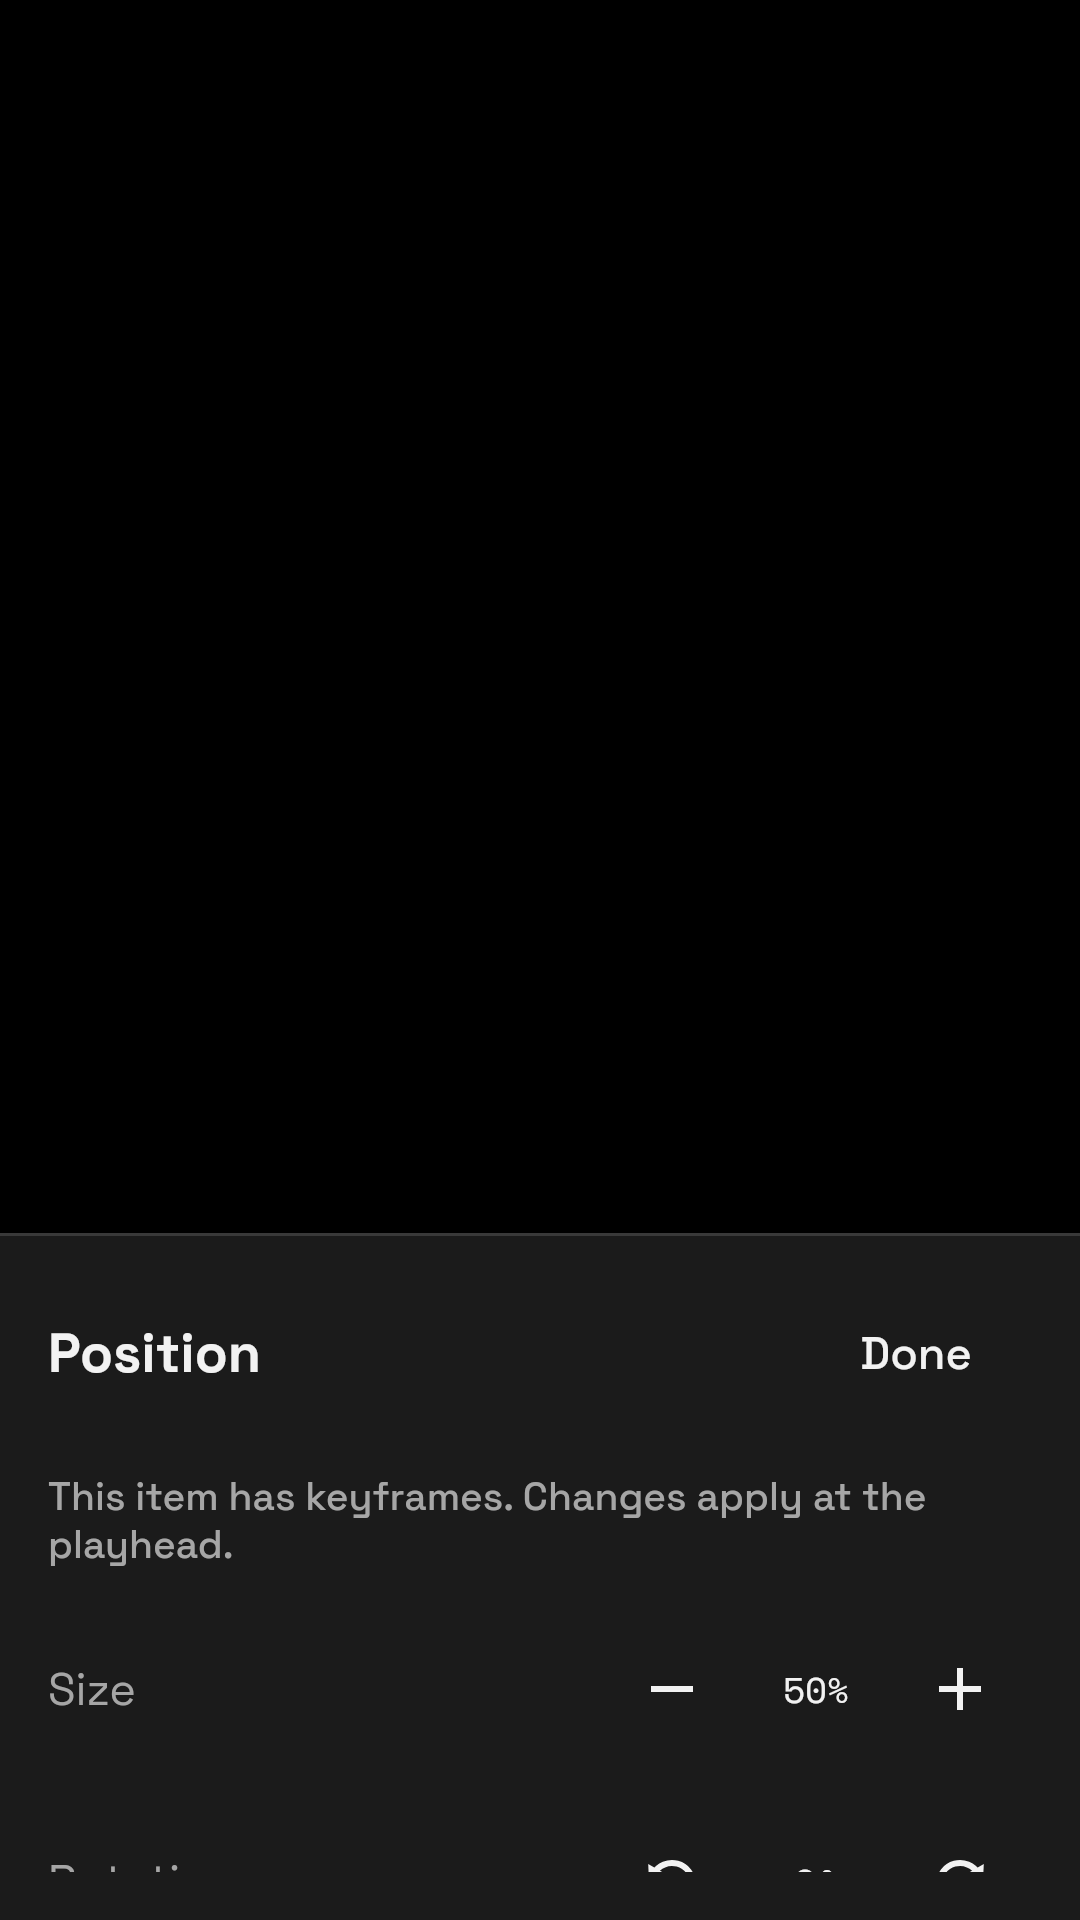 Position
Done
This item has keyframes. Changes apply at the
playhead.
Size
50%